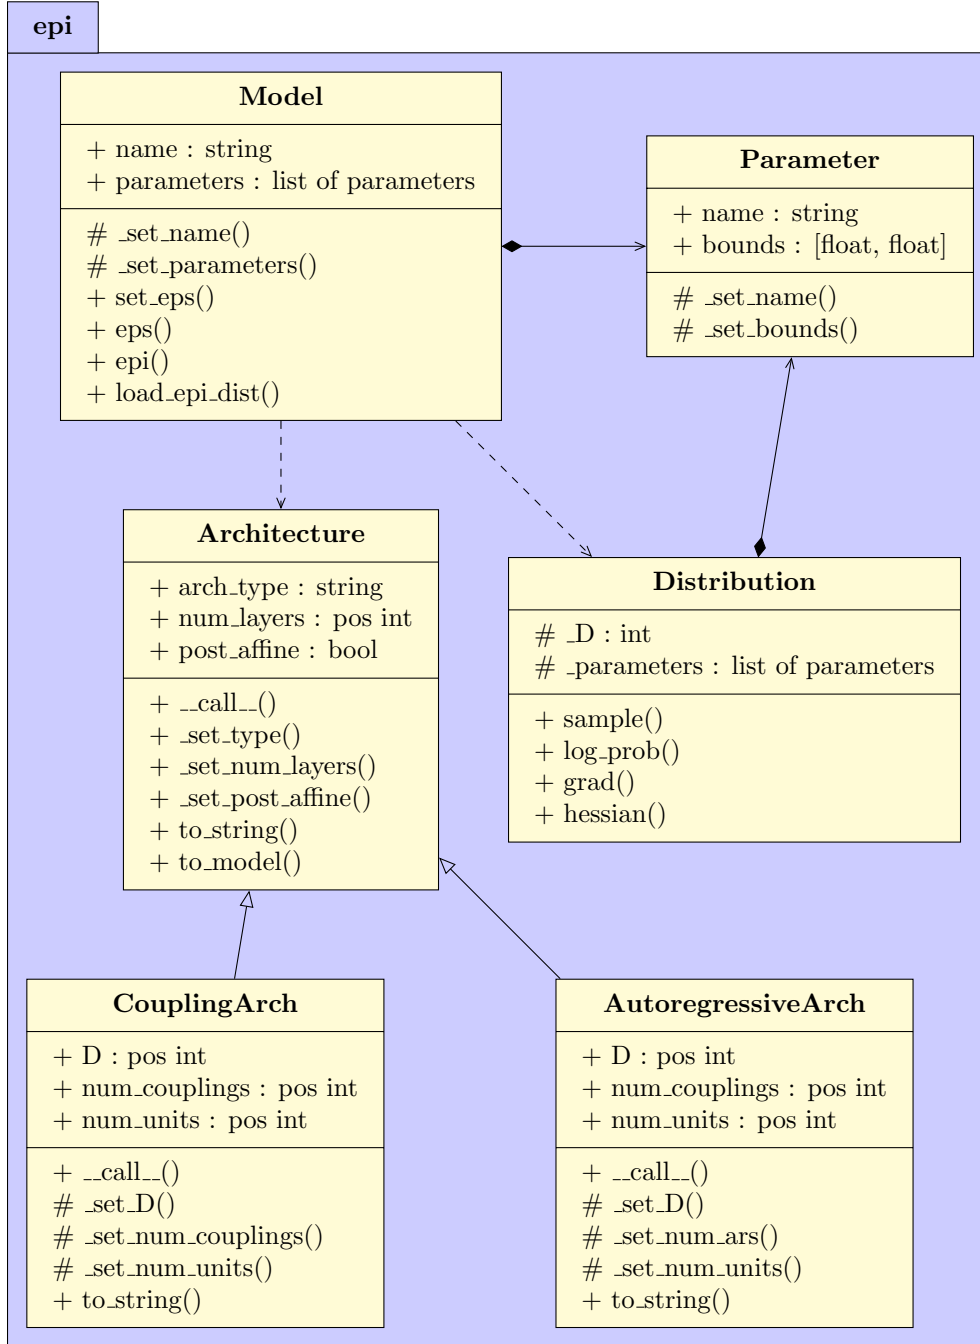 epi
Model
+ name : string
+ parameters : list of parameters
# _set_name()
# _set_parameters()
+ set_eps()
+ eps()
+ epi()
+ load_epi_dist()
Parameter
+ name : string
+ bounds : [float, float]
# _set_name()
# _set_bounds()
Architecture
+ arch_type : string
+ num_layers : pos int
+ post_affine : bool
+ __call__()
+ _set_type()
+ _set_num_layers()
+ _set_post_affine()
+ to_string()
+ to_model()
Distribution
# _D : int
# _parameters : list of parameters
+ sample()
+ log_prob()
+ grad()
+ hessian()
CouplingArch
+ D : pos int
+ num_couplings : pos int
+ num_units : pos int
+ __call__()
# _set_D()
# _set_num_couplings()
# _set_num_units()
+ to_string()
AutoregressiveArch
+ D : pos int
+ num_couplings : pos int
+ num_units : pos int
+ __call__()
# _set_D()
# _set_num_ars()
# _set_num_units()
+ to_string()